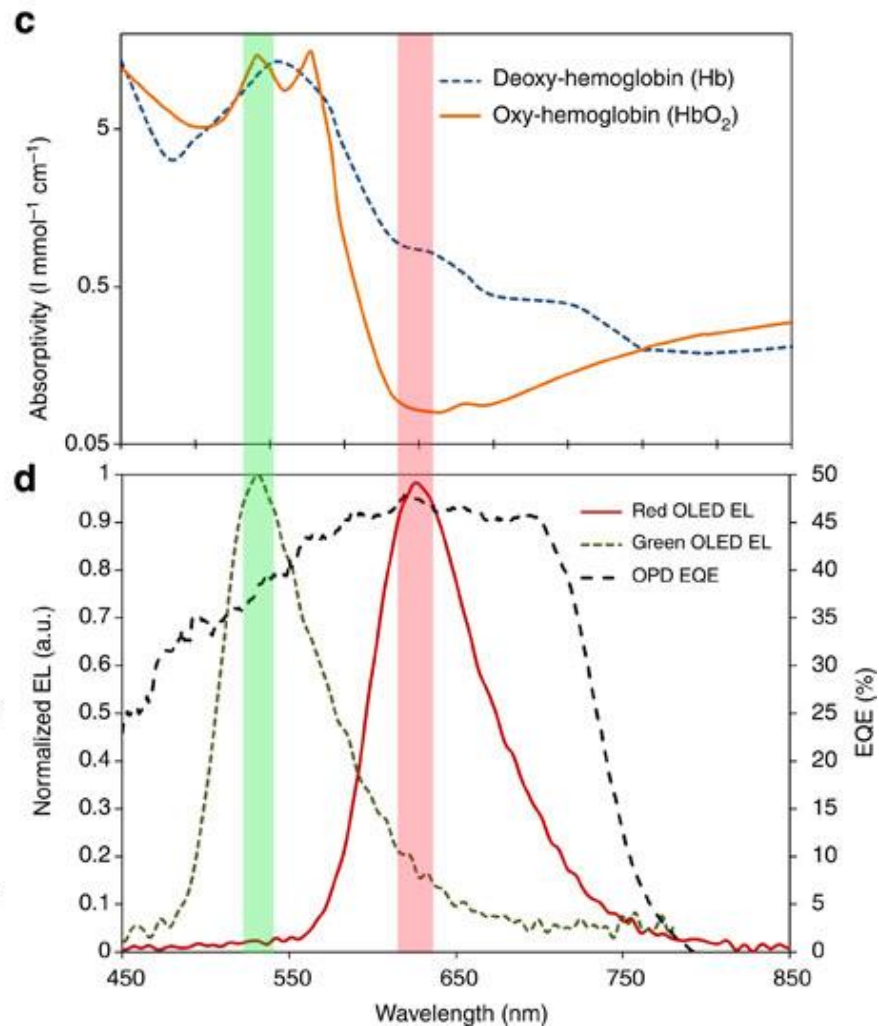 c
Deoxy-hemoglobin (Hb)
Oxy-hemoglobin (HbO₂)
Absorptivity (l mmol⁻¹ cm⁻¹)
5
0.5
0.05
d
Red OLED EL
Green OLED EL
OPD EQE
Normalized EL (a.u.)
1
0.9
0.8
0.7
0.6
0.5
0.4
0.3
0.2
0.1
0
50
45
40
35
30
25
20
15
10
5
0
EQE (%)
450 550 650 750 850
Wavelength (nm)